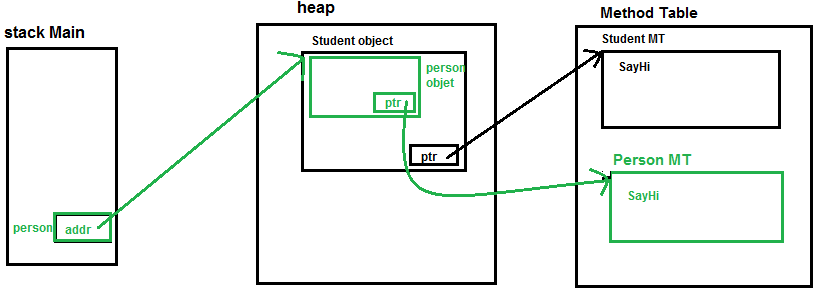 stack Main
person
addr
heap
Student object
person
objet
ptr
ptr
Method Table
Student MT
SayHi
Person MT
SayHi